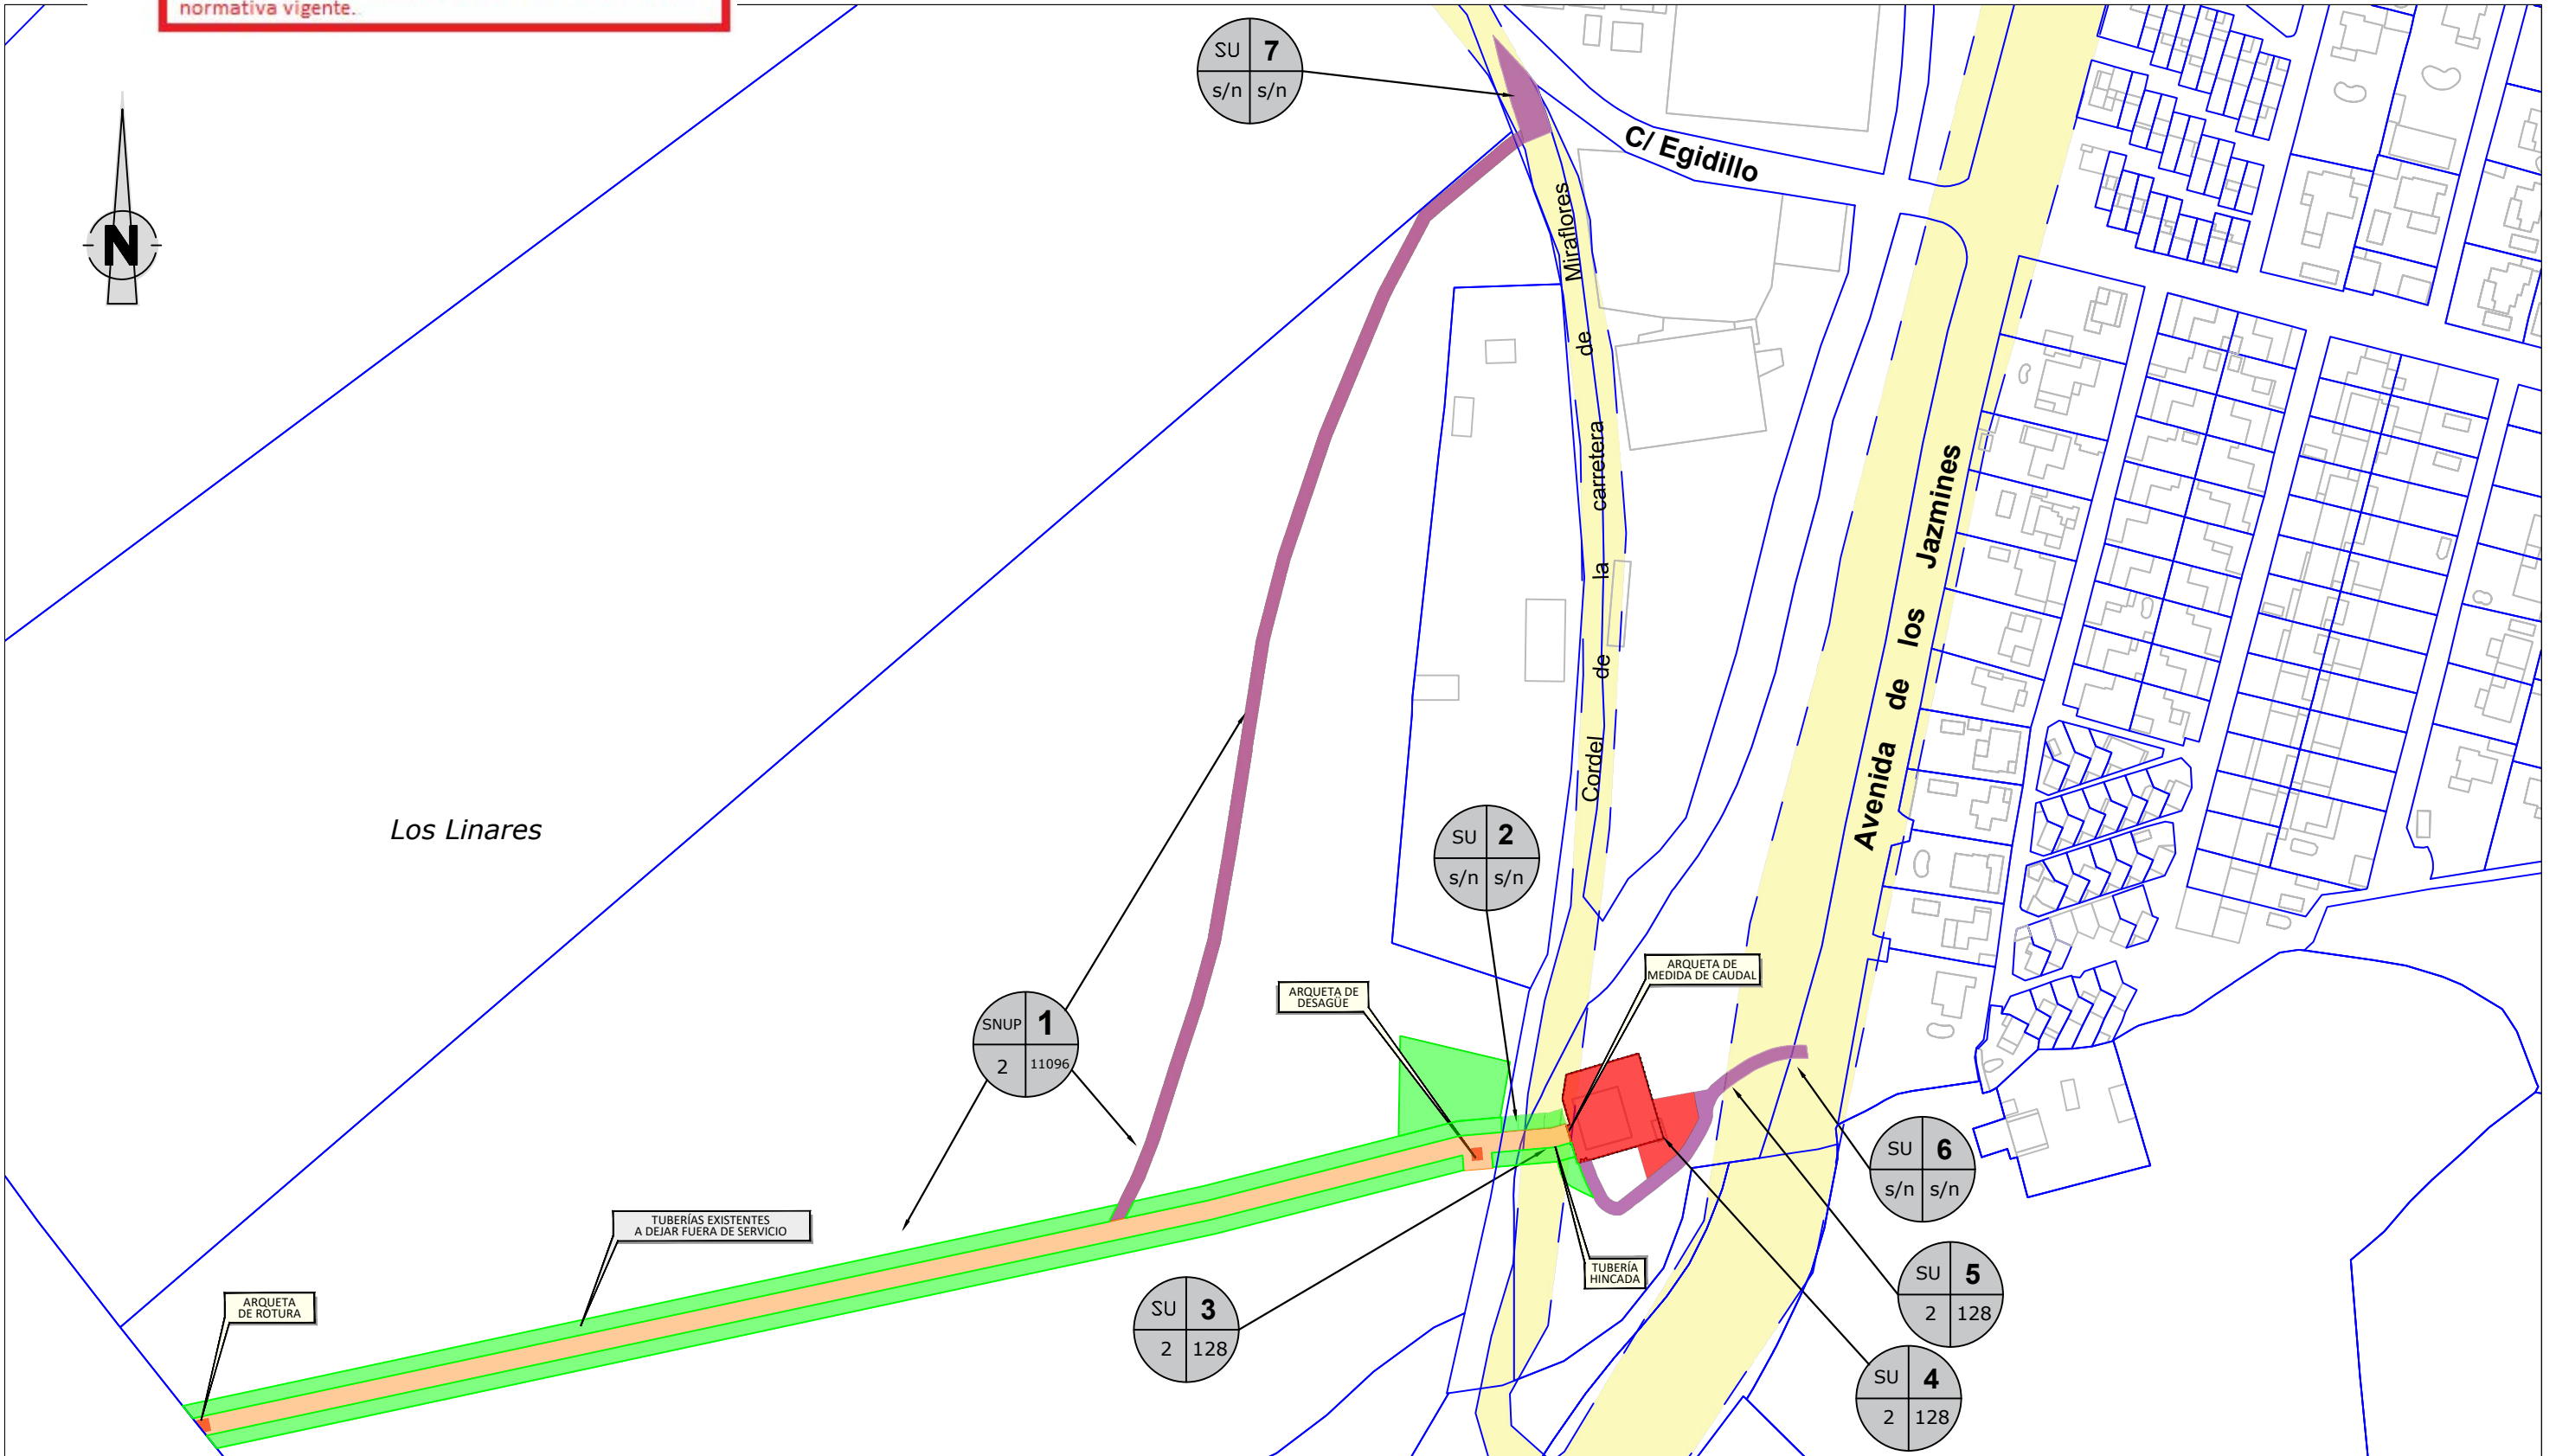 normativa vigente.
SU 7
s/n s/n
C/ Egidillo
N
Cordel de la carretera de Miraflores
Avenida de los Jazmines
Los Linares
SU 2
s/n s/n
ARQUETA DE
MEDIDA DE CAUDAL
ARQUETA DE
DESAGÜE
SNUP 1
2 11096
SU 6
s/n s/n
TUBERÍAS EXISTENTES
A DEJAR FUERA DE SERVICIO
TUBERÍA
HINCADA
SU 5
2 128
ARQUETA
DE ROTURA
SU 3
2 128
SU 4
2 128